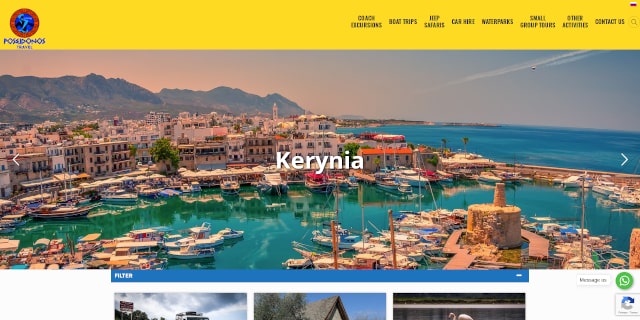 POSEIDONOS
TRAVEL
COACH
EXCURSIONS
BOAT TRIPS
JEEP
SAFARIS
CAR HIRE
WATERPARKS
SMALL
GROUP TOURS
OTHER
ACTIVITIES
CONTACT US
Kerynia
FILTER
Message us